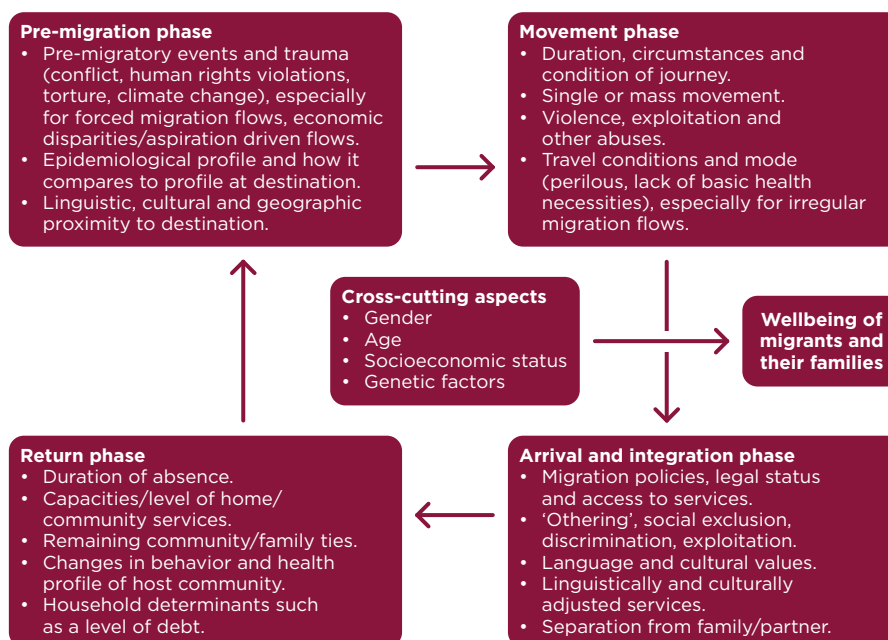 Pre-migration phase
• Pre-migratory events and trauma
(conflict, human rights violations,
torture, climate change), especially
for forced migration flows, economic
disparities/aspiration driven flows.
• Epidemiological profile and how it
compares to profile at destination.
• Linguistic, cultural and geographic
proximity to destination.
Movement phase
• Duration, circumstances and
condition of journey.
• Single or mass movement.
• Violence, exploitation and
other abuses.
• Travel conditions and mode
(perilous, lack of basic health
necessities), especially for irregular
migration flows.
Cross-cutting aspects
• Gender
• Age
• Socioeconomic status
• Genetic factors
Wellbeing of
migrants and
their families
Return phase
• Duration of absence.
• Capacities/level of home/
community services.
• Remaining community/family ties.
• Changes in behavior and health
profile of host community.
• Household determinants such
as a level of debt.
Arrival and integration phase
• Migration policies, legal status
and access to services.
• ‘Othering’, social exclusion,
discrimination, exploitation.
• Language and cultural values.
• Linguistically and culturally
adjusted services.
• Separation from family/partner.